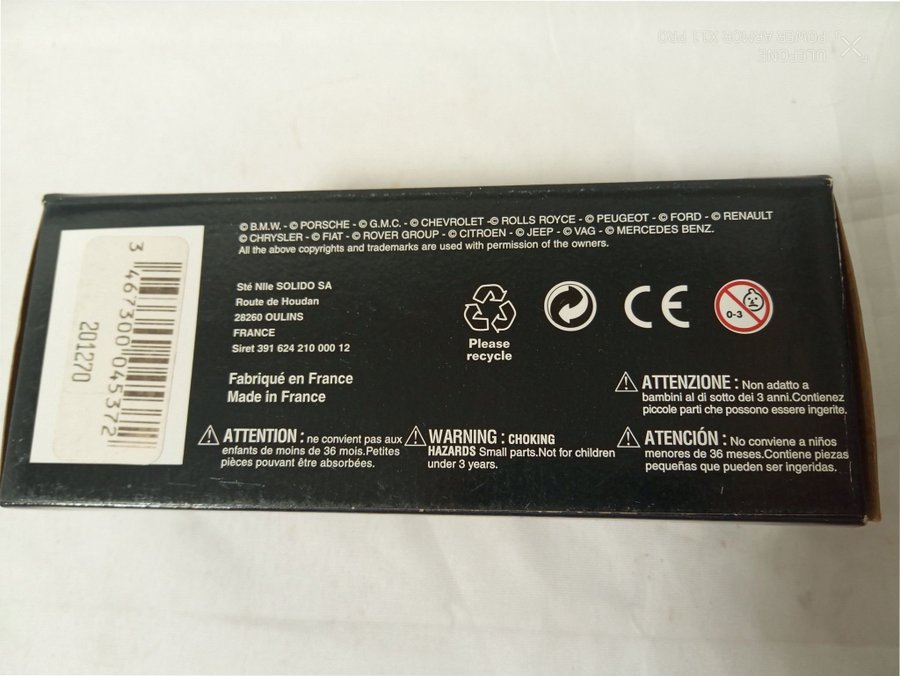 © B.M.W. - © PORSCHE - © G.M.C. - © CHEVROLET -© ROLLS ROYCE - © PEUGEOT - © FORD - © RENAULT
© CHRYSLER - © FIAT - © ROVER GROUP - © CITROEN - © JEEP - © VAG - © MERCEDES BENZ.
All the above copyrights and trademarks are used with permission of the owners.
Sté Nlle SOLIDO SA
Route de Houdan
28260 OULINS
FRANCE
Siret 391 624 210 000 12
Fabriqué en France
Made in France
Please
recycle
CE
0-3
ATTENZIONE : Non adatto a
bambini al di sotto dei 3 anni.Contienez
piccole parti che possono essere ingerite.
ATTENTION : ne convient pas aux
enfants de moins de 36 mois.Petites
pièces pouvant être absorbées.
WARNING : CHOKING
HAZARDS Small parts.Not for children
under 3 years.
ATENCIÓN : No conviene a niños
menores de 36 meses.Contiene piezas
pequeñas que pueden ser ingeridas.
3 467300 045372
201270
ULEFONE
POWER ARMOR X11 PRO